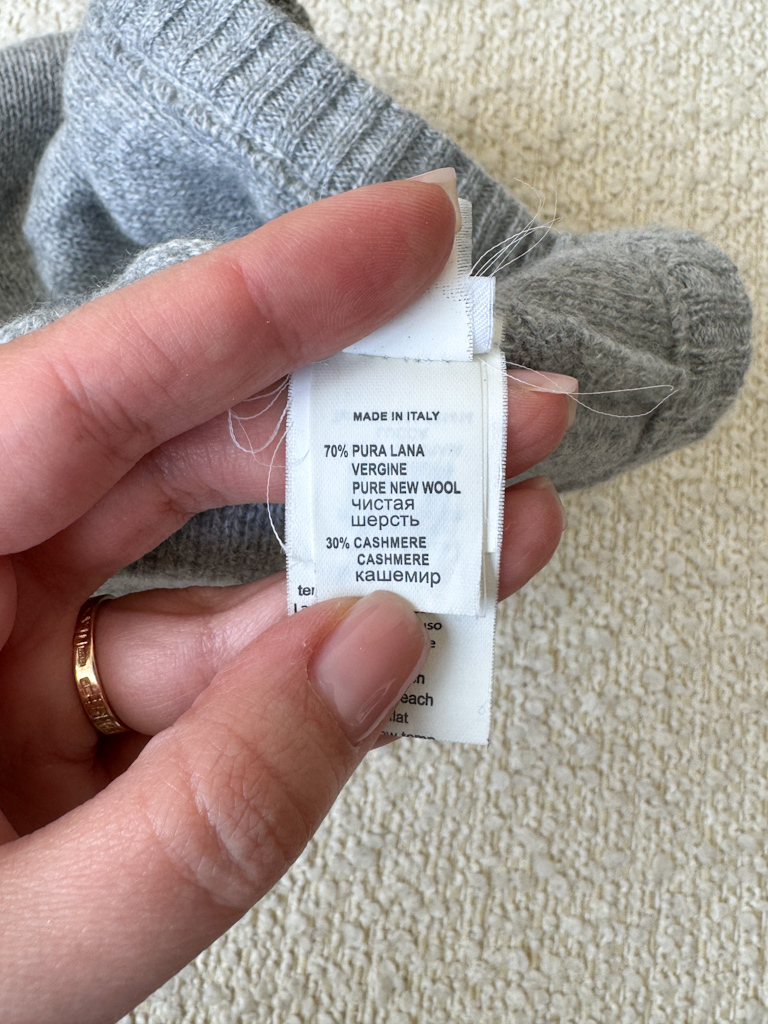 MADE IN ITALY
70% PURA LANA
VERGINE
PURE NEW WOOL
чистая
шерсть
30% CASHMERE
CASHMERE
кашемир